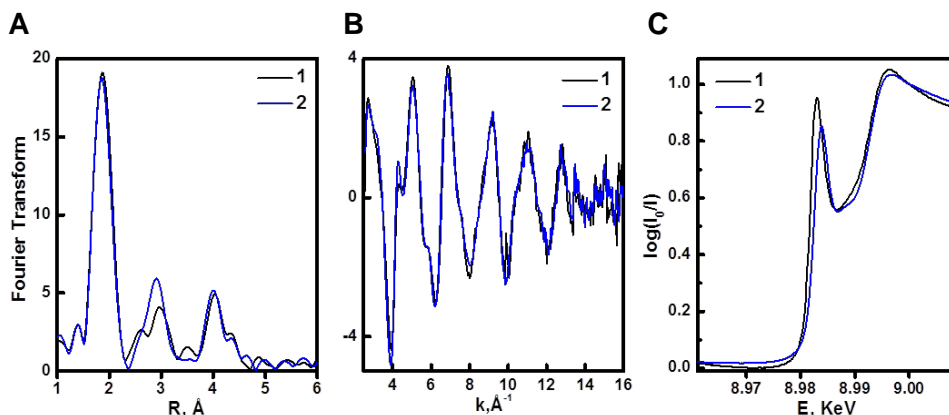 A
Fourier Transform
20
15
10
5
0
1 2 3 4 5 6
R, Å
1
2
B
4
0
-4
4 6 8 10 12 14 16
k,Å-1
1
2
C
log(I0/I)
1.0
0.8
0.6
0.4
0.2
0.0
8.97 8.98 8.99 9.00
E, KeV
1
2